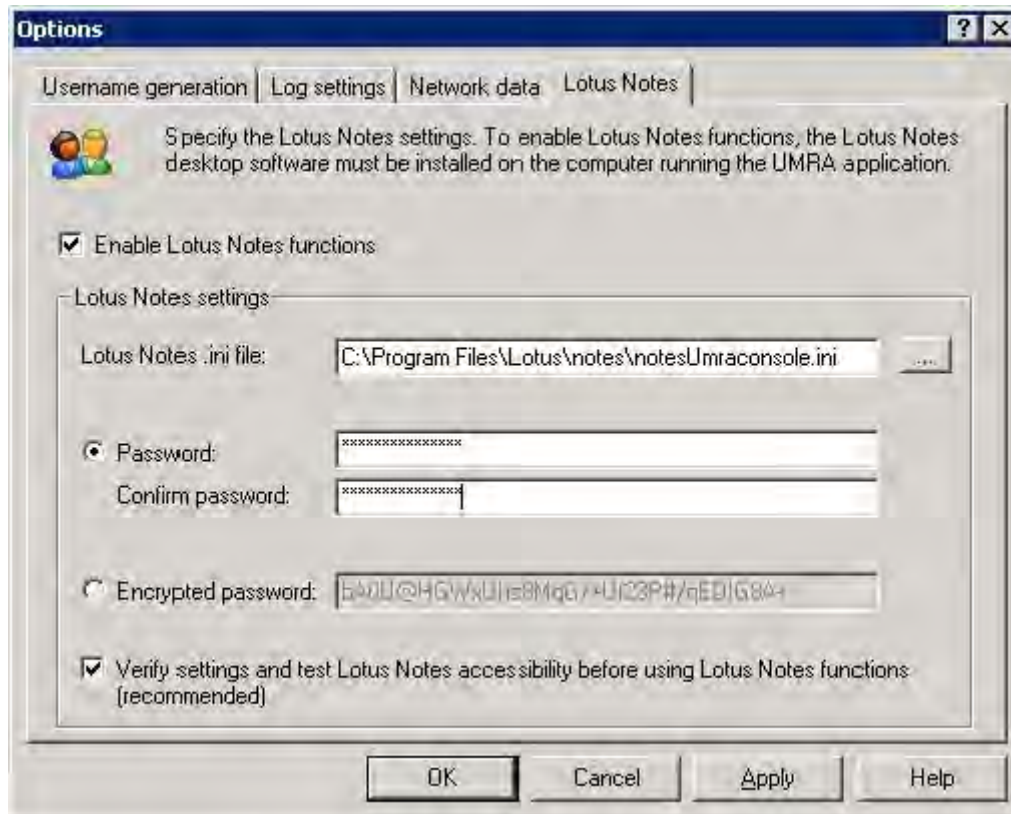 Options
Username generation Log settings Network data Lotus Notes
Specify the Lotus Notes settings. To enable Lotus Notes functions, the Lotus Notes
desktop software must be installed on the computer running the UMRA application.
Enable Lotus Notes functions
Lotus Notes settings
Lotus Notes .ini file: C:\Program Files\Lotus\notes\notesUmraconsole.ini ...
Password: ***************
Confirm password: ***************
Encrypted password:
Verify settings and test Lotus Notes accessibility before using Lotus Notes functions
(recommended)
OK Cancel Apply Help